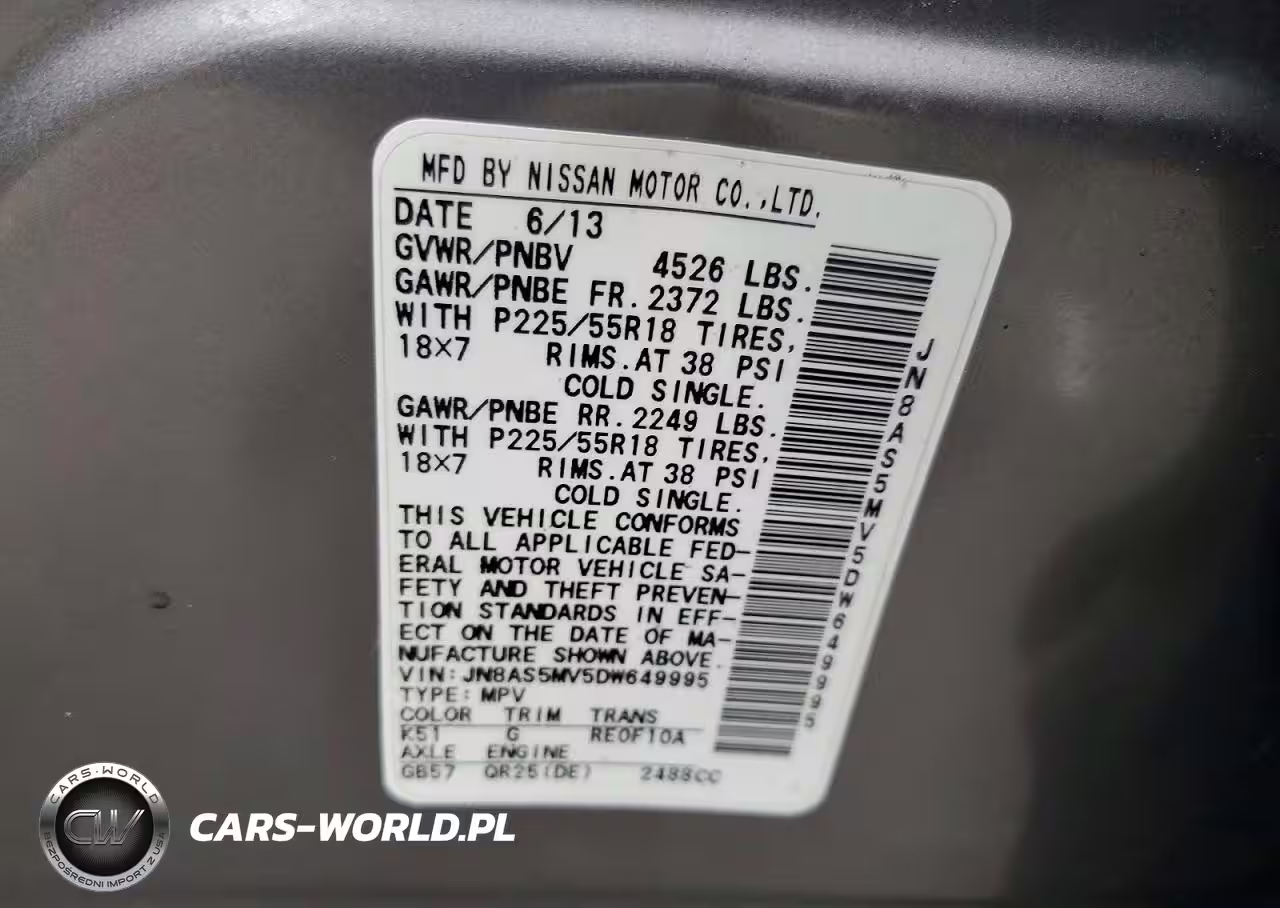 MFD BY NISSAN MOTOR CO.,LTD.
DATE 6/13
GVWR/PNBV 4526 LBS.
GAWR/PNBE FR. 2372 LBS.
WITH P225/55R18 TIRES,
18×7 RIMS.AT 38 PSI
COLD SINGLE.
GAWR/PNBE RR. 2249 LBS.
WITH P225/55R18 TIRES,
18×7 RIMS.AT 38 PSI
COLD SINGLE.
THIS VEHICLE CONFORMS
TO ALL APPLICABLE FED-
ERAL MOTOR VEHICLE SA-
FETY AND THEFT PREVEN-
TION STANDARDS IN EFF-
ECT ON THE DATE OF MA-
NUFACTURE SHOWN ABOVE.
VIN: JN8AS5MV5DW649995
TYPE: MPV
COLOR TRIM TRANS
K51 G RE0F10A
AXLE ENGINE
GB57 QR25(DE) 2488CC
JN8AS5MV5DW649995
CARS-WORLD
CW
BEZPOŚREDNI IMPORT Z USA
CARS-WORLD.PL